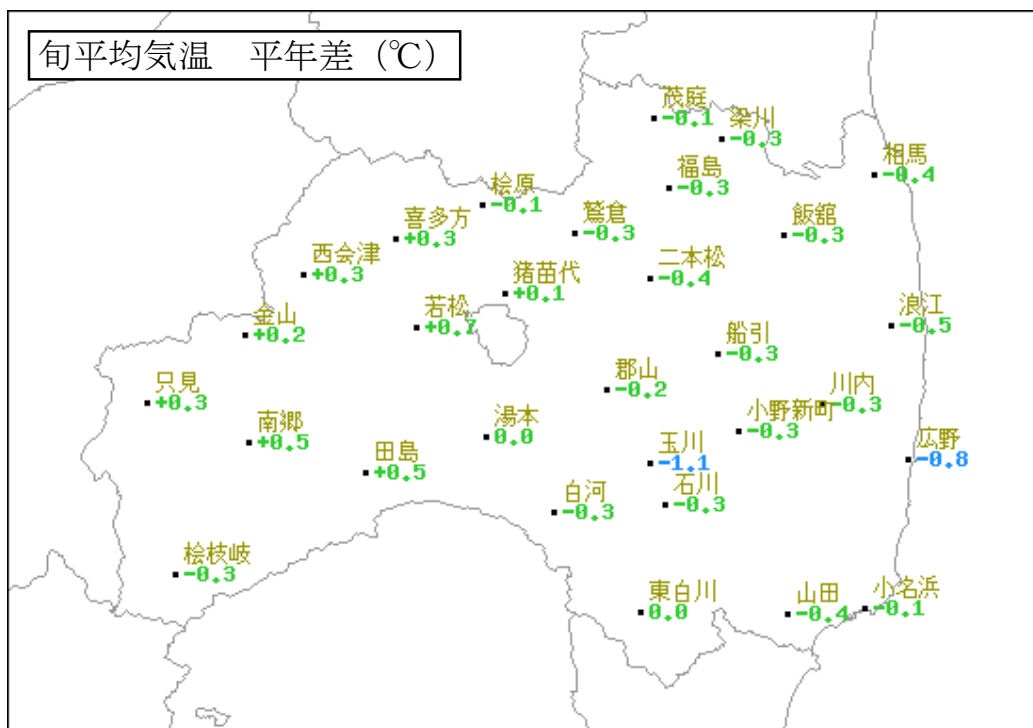 旬平均気温 平年差(℃)
茂庭
-0.1
梁川
-0.3
相馬
-0.4
福島
-0.3
桧原
-0.1
鷲倉
-0.3
飯舘
-0.3
喜多方
+0.3
西会津
+0.3
二本松
-0.4
猪苗代
+0.1
若松
+0.7
金山
+0.2
浪江
-0.5
船引
-0.3
郡山
-0.2
只見
+0.3
川内
-0.3
小野新町
-0.3
湯本
0.0
南郷
+0.5
田島
+0.5
玉川
-1.1
広野
-0.8
石川
-0.3
白河
-0.3
桧枝岐
-0.3
東白川
0.0
山田
-0.4
小名浜
-0.1